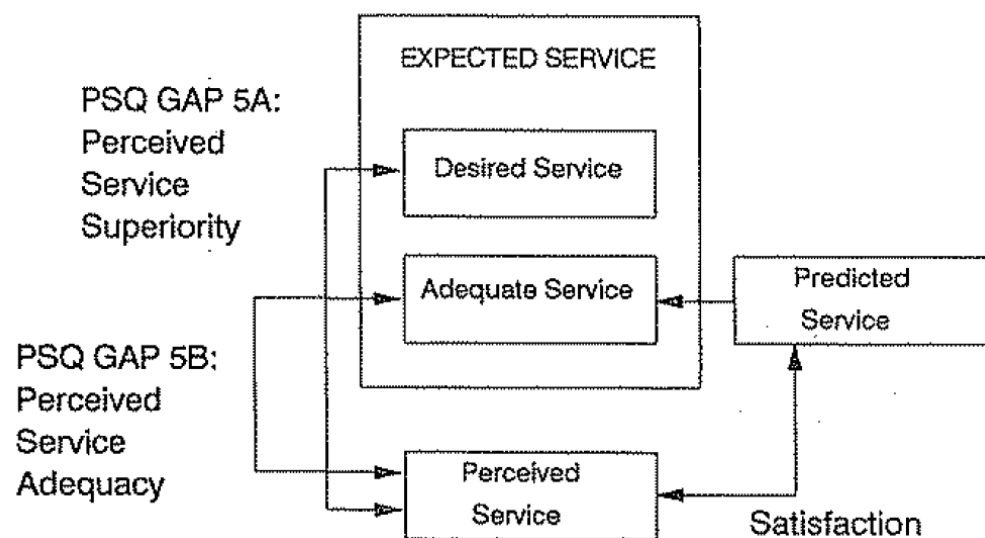 EXPECTED SERVICE
PSQ GAP 5A:
Perceived
Service
Superiority
Desired Service
Adequate Service
Predicted
Service
PSQ GAP 5B:
Perceived
Service
Adequacy
Perceived
Service
Satisfaction